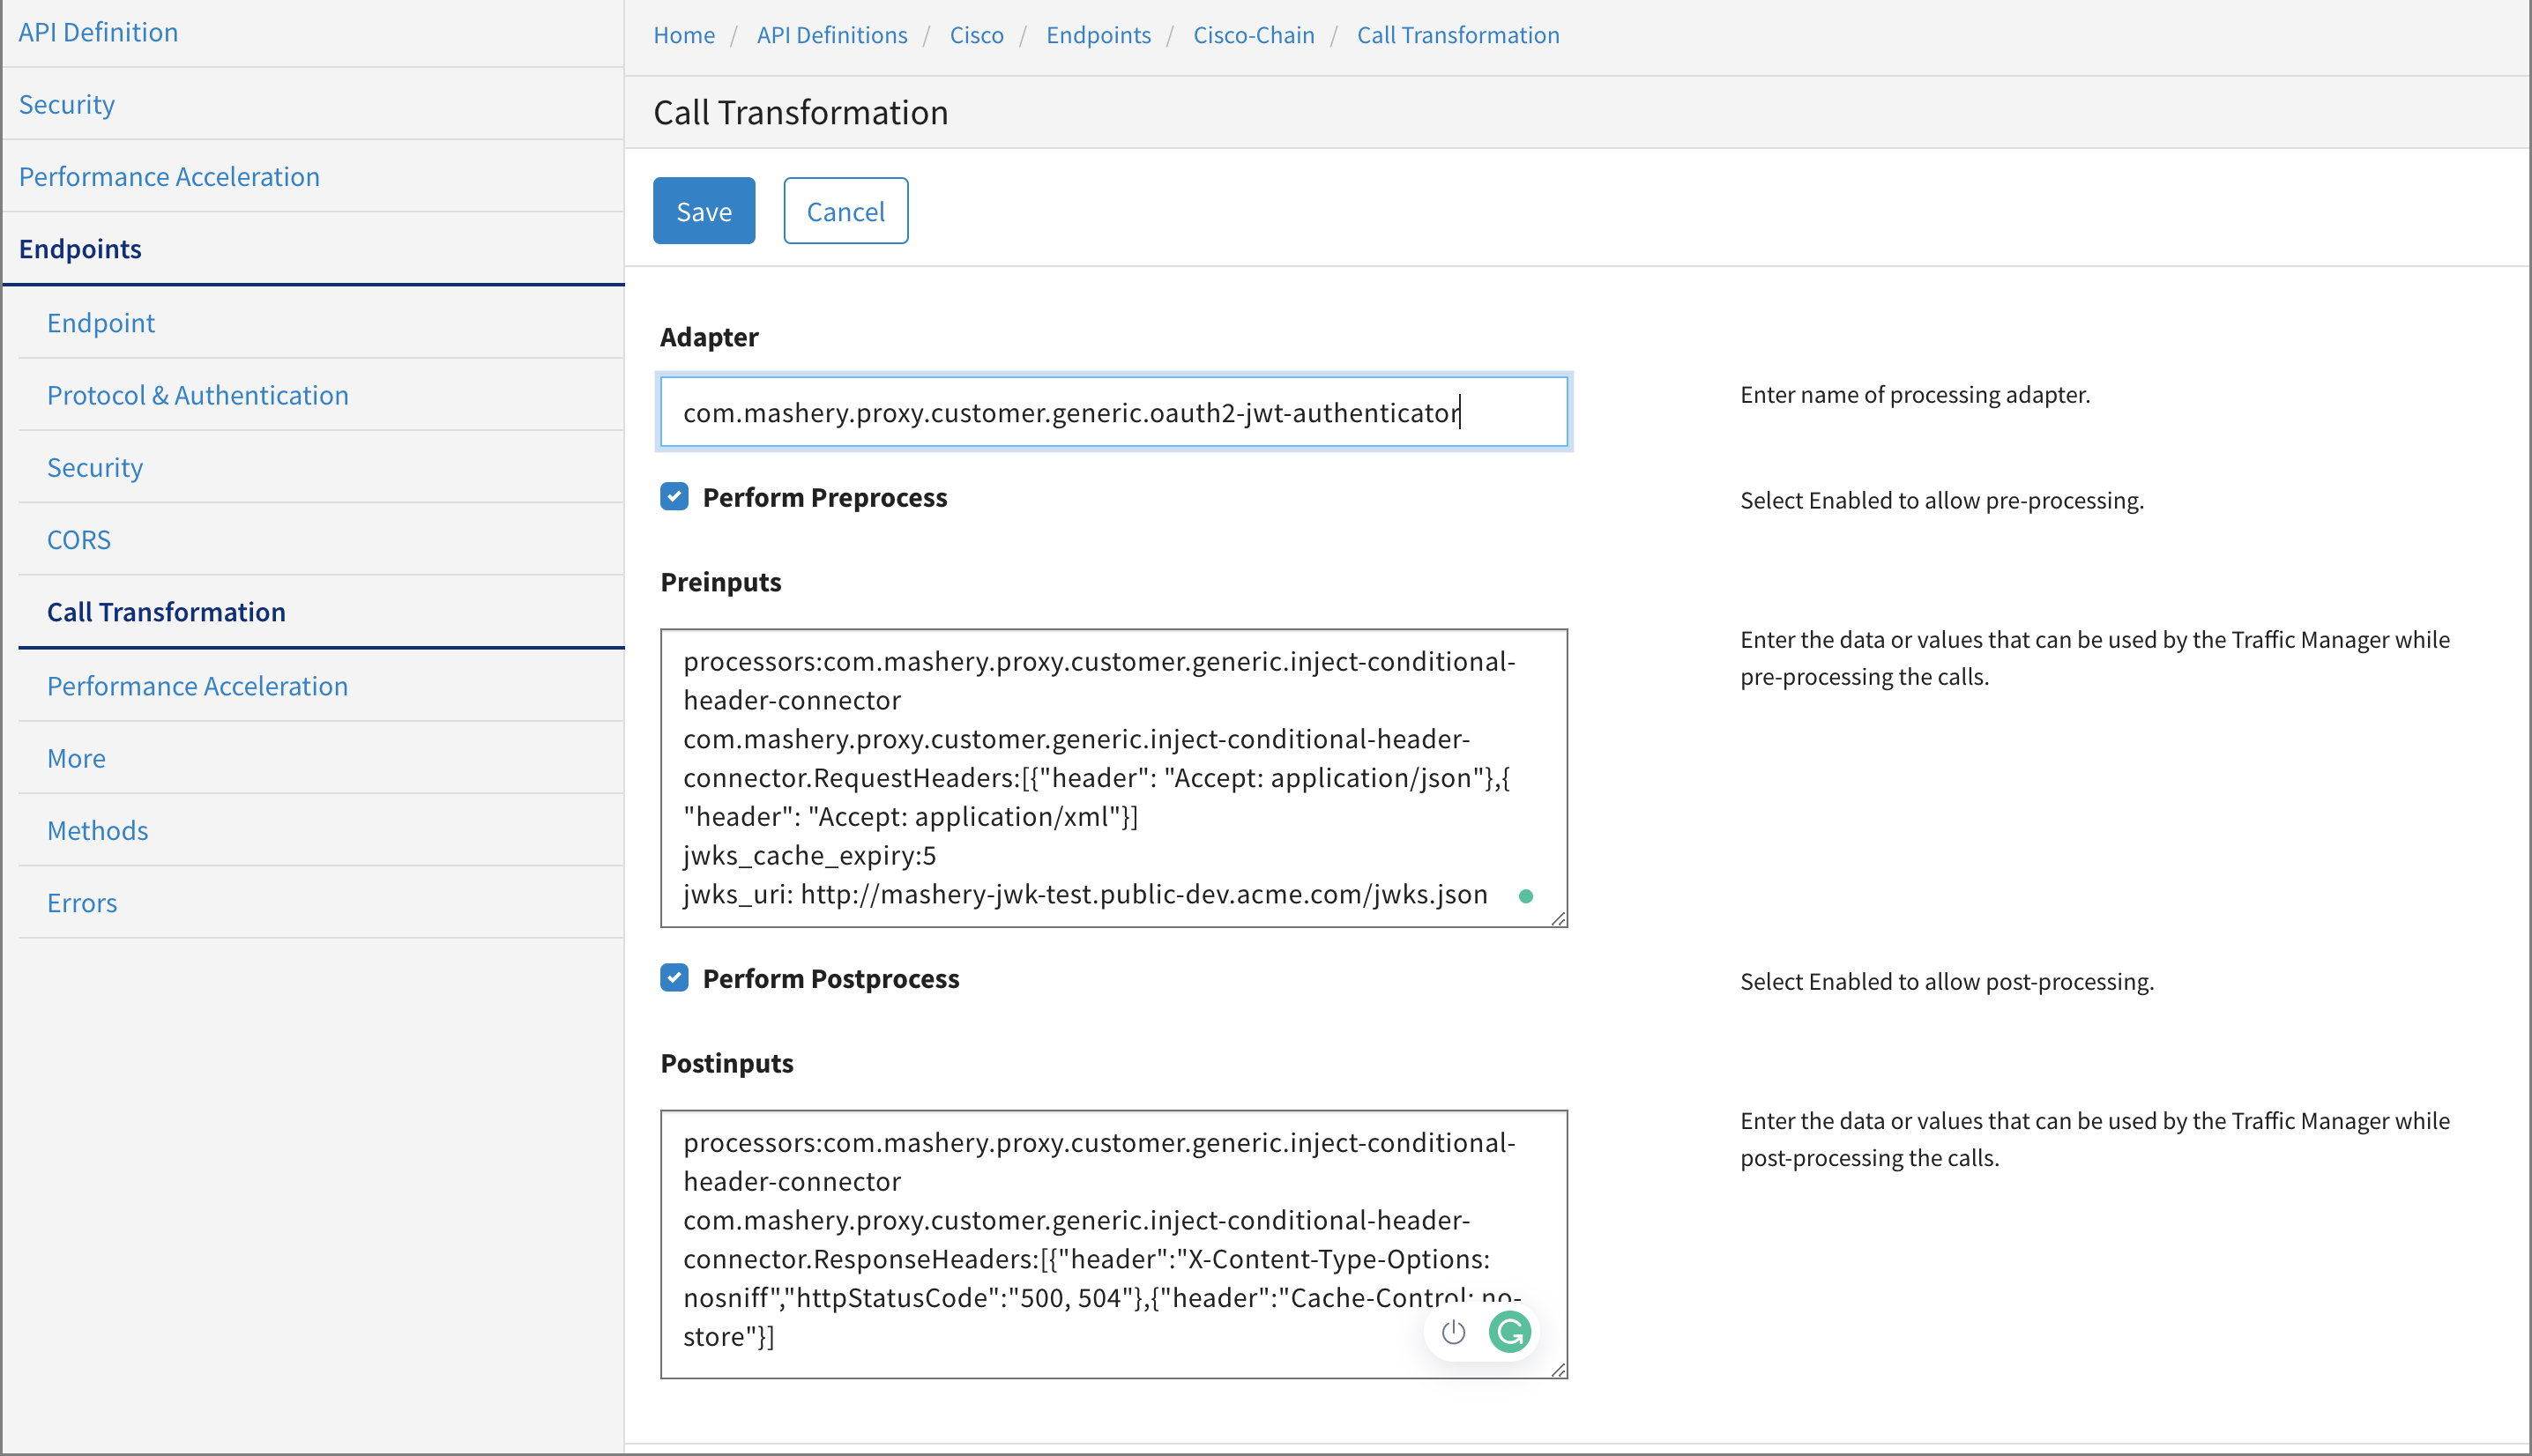 API Definition
Security
Performance Acceleration
Endpoints
Endpoint
Protocol & Authentication
Security
CORS
Call Transformation
Performance Acceleration
More
Methods
Errors
Home / API Definitions / Cisco / Endpoints / Cisco-Chain / Call Transformation
Call Transformation
Save Cancel
Adapter
com.mashery.proxy.customer.generic.oauth2-jwt-authenticator
Enter name of processing adapter.
Perform Preprocess
Select Enabled to allow pre-processing.
Preinputs
processors:com.mashery.proxy.customer.generic.inject-conditional-
header-connector
com.mashery.proxy.customer.generic.inject-conditional-header-
connector.RequestHeaders:[{"header": "Accept: application/json"},{
"header": "Accept: application/xml"}]
jwks_cache_expiry:5
jwks_uri: http://mashery-jwk-test.public-dev.acme.com/jwks.json
Enter the data or values that can be used by the Traffic Manager while
pre-processing the calls.
Perform Postprocess
Select Enabled to allow post-processing.
Postinputs
processors:com.mashery.proxy.customer.generic.inject-conditional-
header-connector
com.mashery.proxy.customer.generic.inject-conditional-header-
connector.ResponseHeaders:[{"header":"X-Content-Type-Options:
nosniff","httpStatusCode":"500, 504"},{"header":"Cache-Control: no-
store"}]
Enter the data or values that can be used by the Traffic Manager while
post-processing the calls.